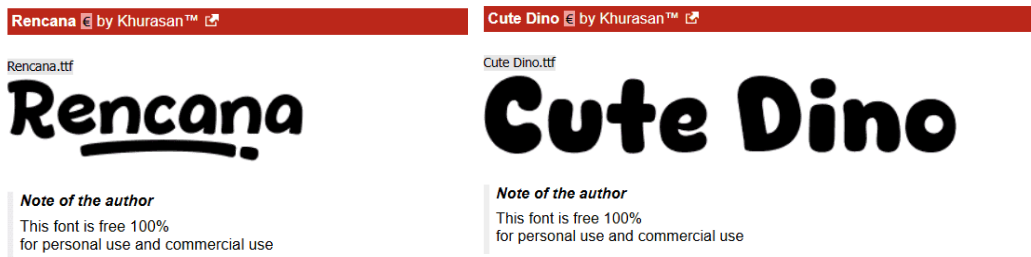 Rencana € by Khurasan™
Rencana.ttf
Rencana
Note of the author
This font is free 100%
for personal use and commercial use
Cute Dino € by Khurasan™
Cute Dino.ttf
Cute Dino
Note of the author
This font is free 100%
for personal use and commercial use